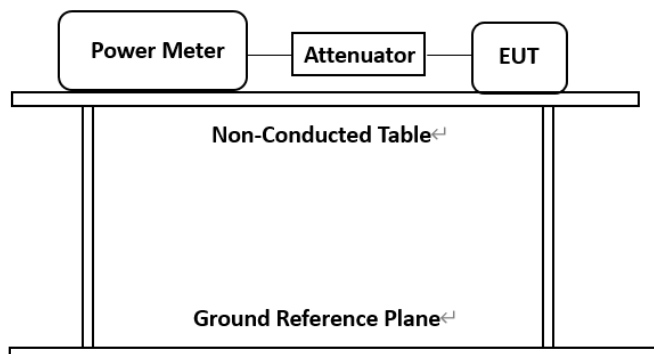 Power Meter
Attenuator
EUT
Non-Conducted Table↵
Ground Reference Plane↵